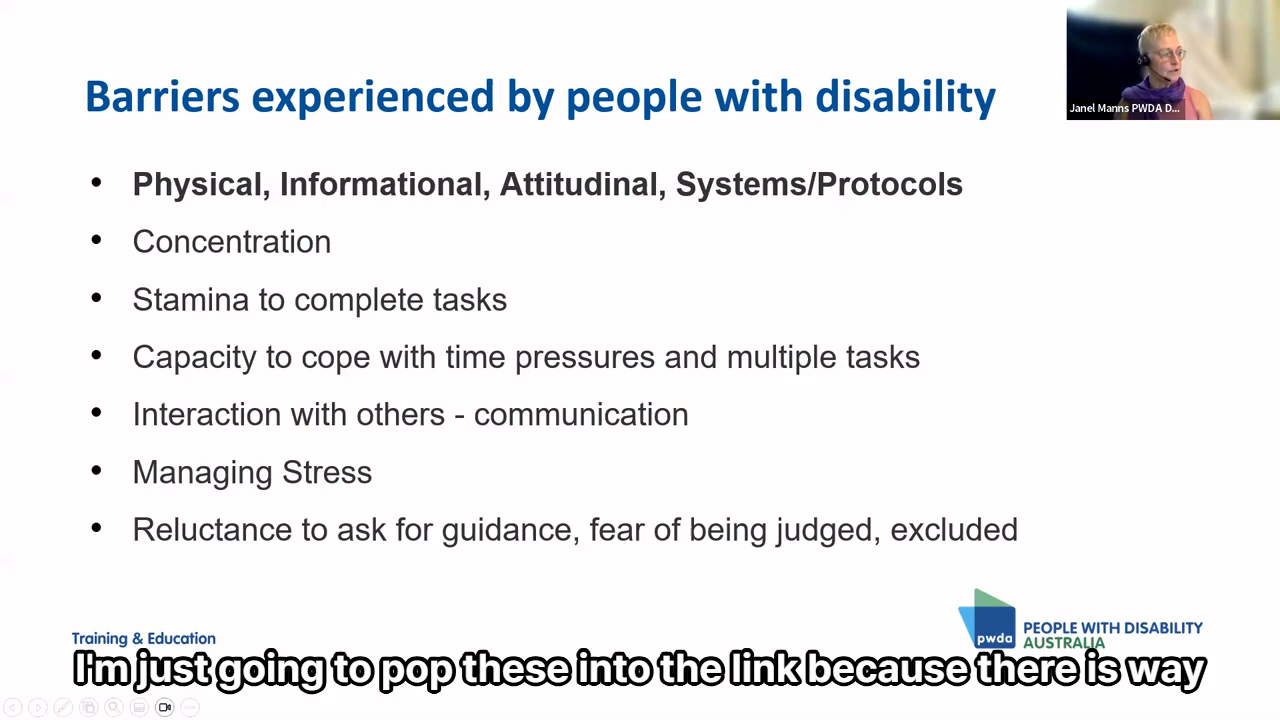 Barriers experienced by people with disability
Janel Manns PWDA D...
• Physical, Informational, Attitudinal, Systems/Protocols
• Concentration
• Stamina to complete tasks
• Capacity to cope with time pressures and multiple tasks
• Interaction with others - communication
• Managing Stress
• Reluctance to ask for guidance, fear of being judged, excluded
Training & Education
pwda
PEOPLE WITH DISABILITY
AUSTRALIA
I'm just going to pop these into the link because there is way